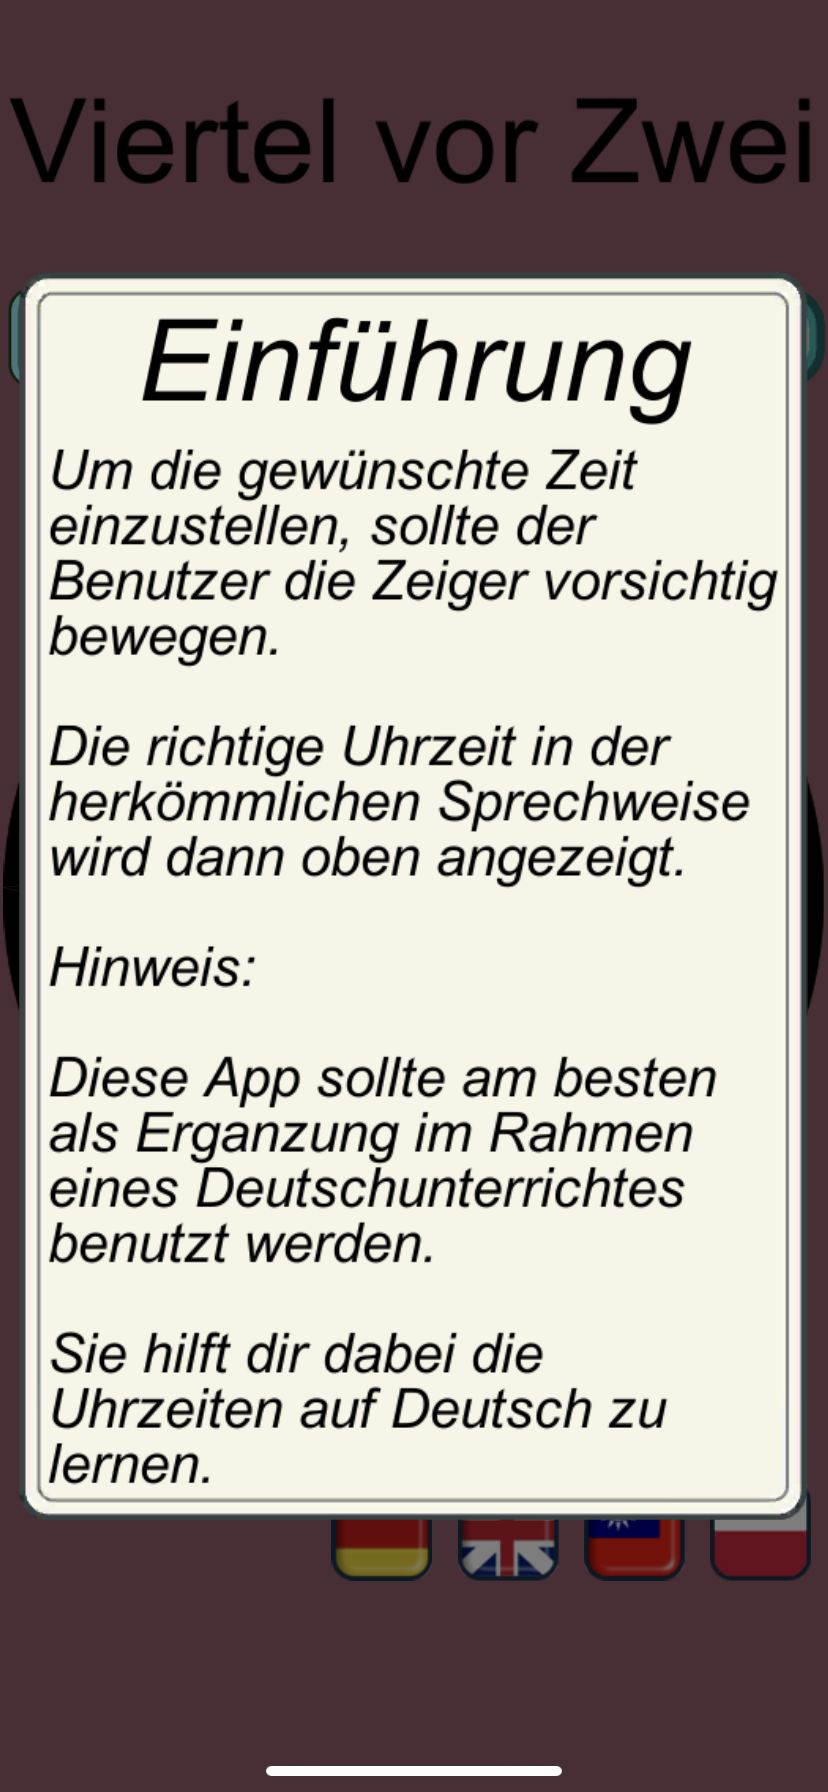 Viertel vor Zwei
Einführung
Um die gewünschte Zeit
einzustellen, sollte der
Benutzer die Zeiger vorsichtig
bewegen.
Die richtige Uhrzeit in der
herkömmlichen Sprechweise
wird dann oben angezeigt.
Hinweis:
Diese App sollte am besten
als Erganzung im Rahmen
eines Deutschunterrichtes
benutzt werden.
Sie hilft dir dabei die
Uhrzeiten auf Deutsch zu
lernen.